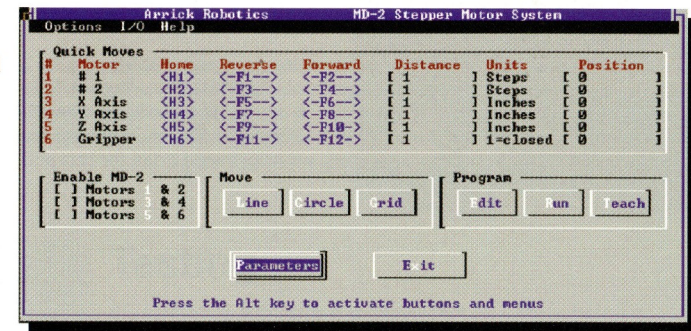 Arrick Robotics MD-2 Stepper Motor System
Options I/O Help
Quick Moves
# Motor Home Reverse Forward Distance Units Position
1 # 1 <H1> <-F1--> <-F2--> [ 1 ] Steps [ 0 ]
2 # 2 <H2> <-F3--> <-F4--> [ 1 ] Steps [ 0 ]
3 X Axis <H3> <-F5--> <-F6--> [ 1 ] Inches [ 0 ]
4 Y Axis <H4> <-F7--> <-F8--> [ 1 ] Inches [ 0 ]
5 Z Axis <H5> <-F9--> <-F10-> [ 1 ] Inches [ 0 ]
6 Gripper <H6> <-F11-> <-F12-> [ 1 ] 1=closed [ 0 ]
Enable MD-2 Move Program
[ ] Motors 1 & 2
[ ] Motors 3 & 4
[ ] Motors 5 & 6
Line Circle Grid Edit Run Teach
Parameters Exit
Press the Alt key to activate buttons and menus